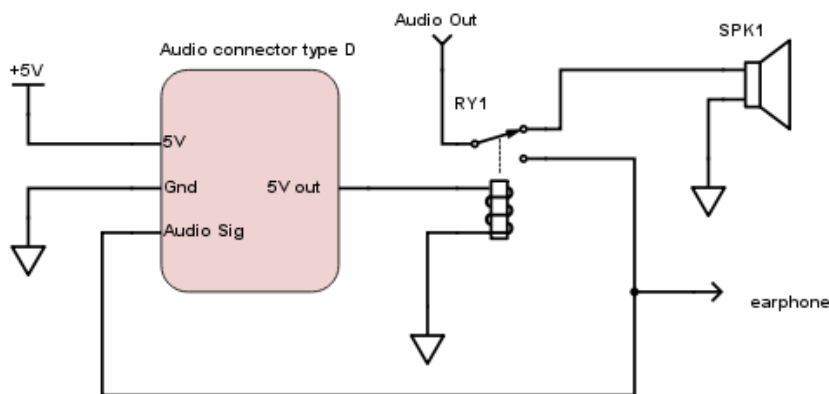 Audio Out
SPK1
Audio connector type D
+5V
RY1
5V
Gnd
5V out
Audio Sig
earphone